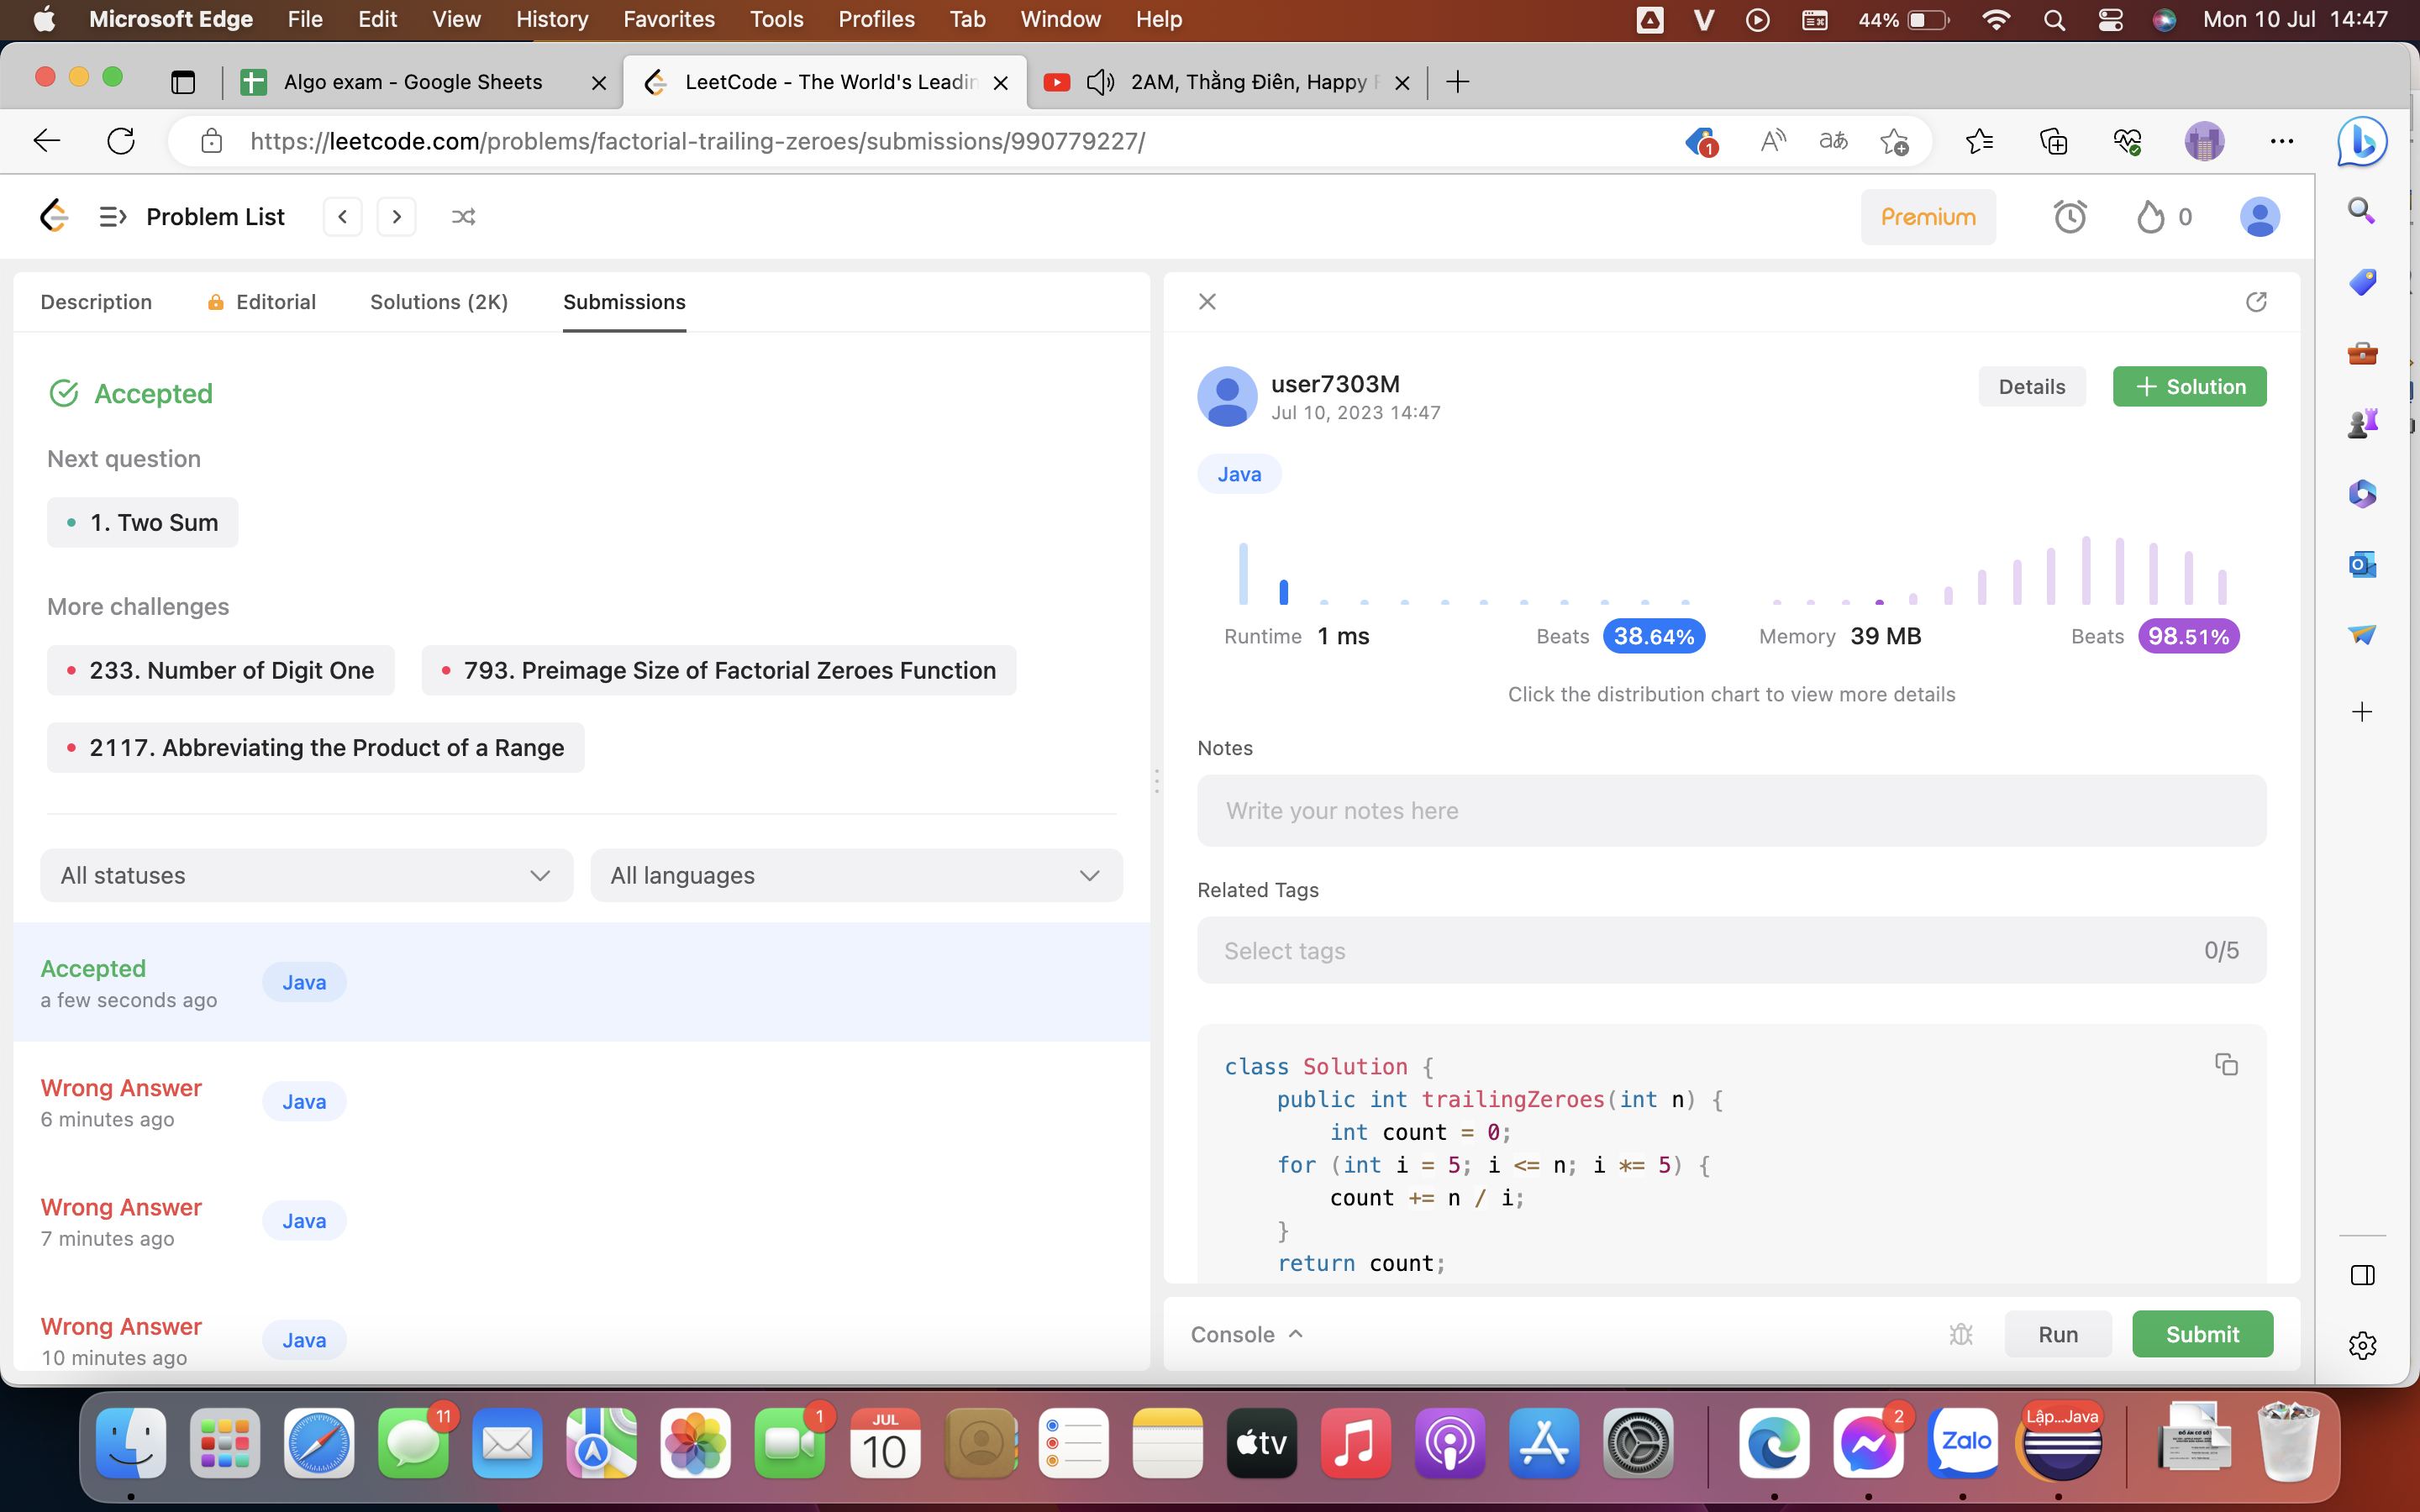 Microsoft Edge File Edit View History Favorites Tools Profiles Tab Window Help 44% Mon 10 Jul 14:47
Algo exam - Google Sheets
LeetCode - The World's Leadin
2AM, Thằng Điên, Happy
https://leetcode.com/problems/factorial-trailing-zeroes/submissions/990779227/
1
Problem List
Premium
0
Description Editorial Solutions (2K) Submissions
Accepted
Next question
1. Two Sum
More challenges
233. Number of Digit One
793. Preimage Size of Factorial Zeroes Function
2117. Abbreviating the Product of a Range
All statuses
All languages
Accepted
a few seconds ago
Java
Wrong Answer
6 minutes ago
Java
Wrong Answer
7 minutes ago
Java
Wrong Answer
10 minutes ago
Java
user7303M
Jul 10, 2023 14:47
Details
Solution
Java
Runtime 1 ms Beats 38.64%
Memory 39 MB Beats 98.51%
Click the distribution chart to view more details
Notes
Write your notes here
Related Tags
Select tags 0/5
class Solution {
public int trailingZeroes(int n) {
int count = 0;
for (int i = 5; i <= n; i *= 5) {
count += n / i;
}
return count;
Console
Run
Submit
11
1
JUL
10
tv
2
Zalo
Lập...Java